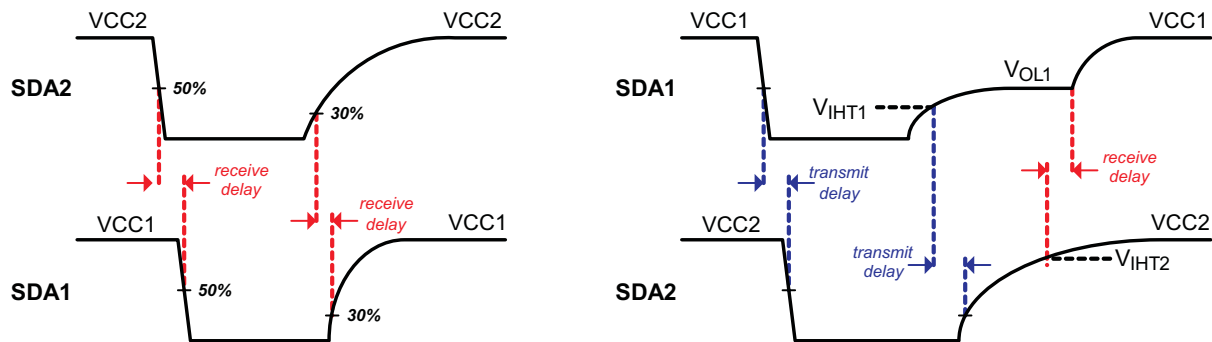 VCC2 VCC2
SDA2
50%
30%
receive delay
receive delay
VCC1 VCC1
SDA1
50%
30%
VCC1 VCC1
SDA1
VIHT1
VOL1
transmit delay
receive delay
VCC2 VCC2
transmit delay
VIHT2
SDA2